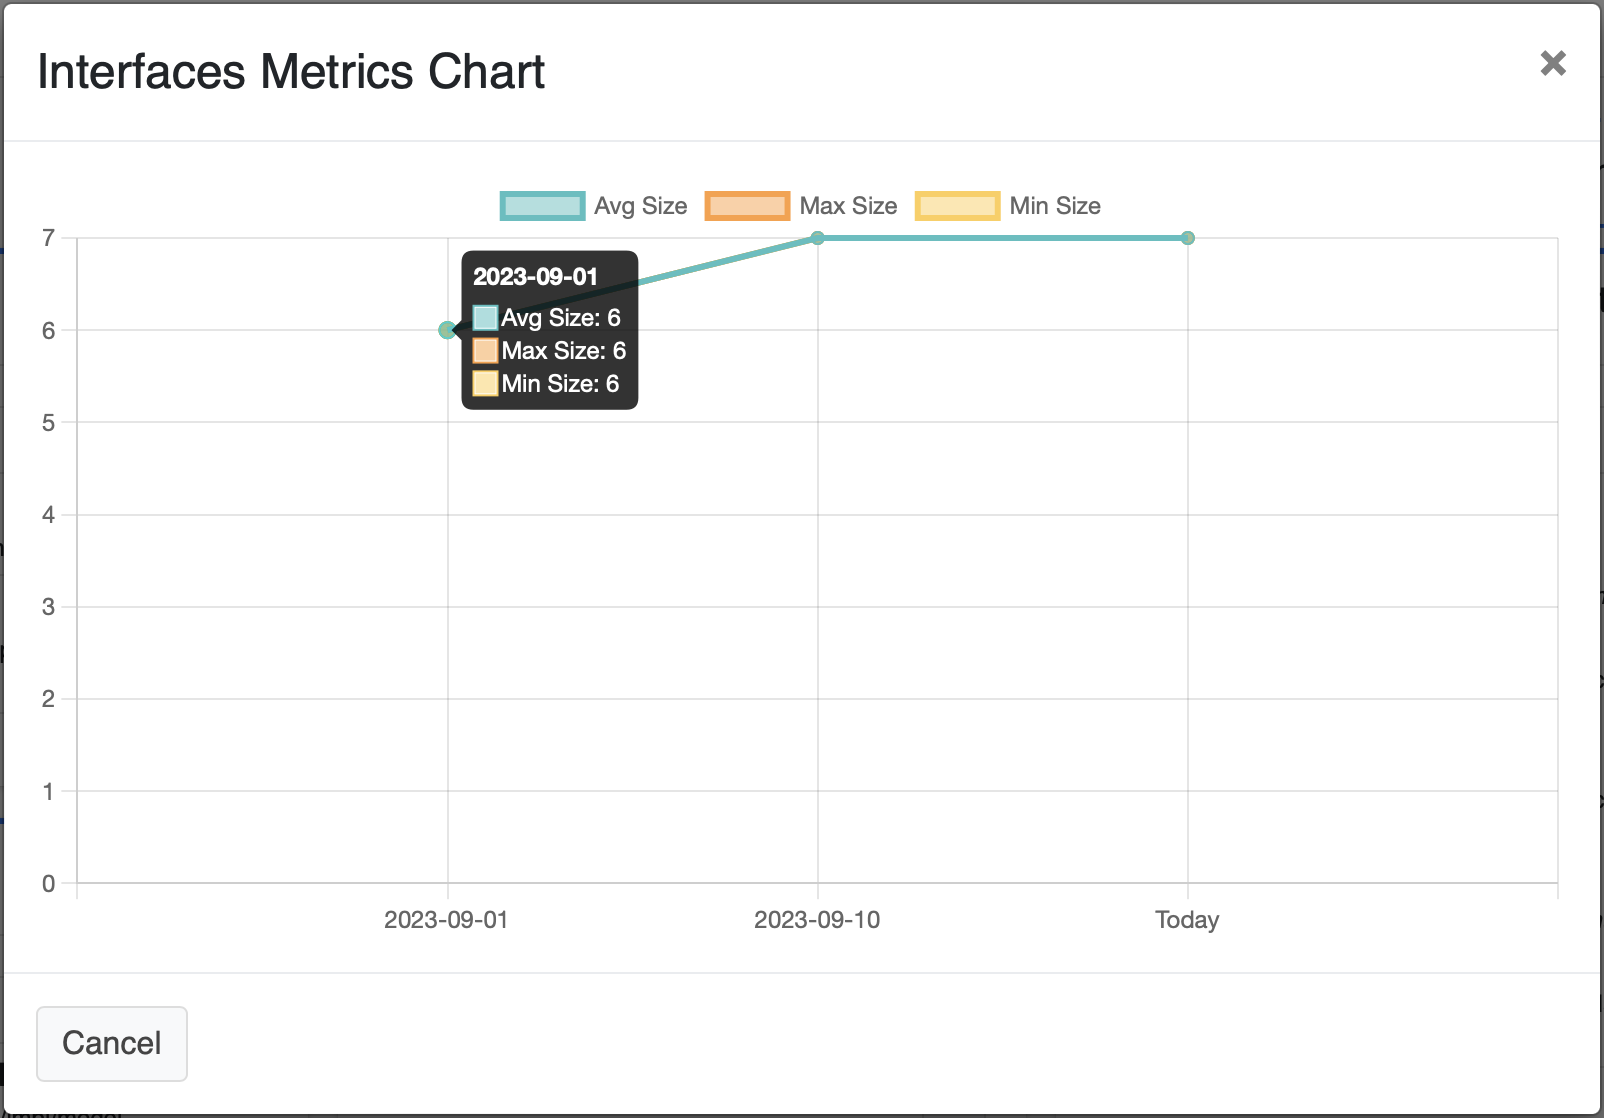 Interfaces Metrics Chart
Avg Size Max Size Min Size
7
6
5
4
3
2
1
0
2023-09-01
Avg Size: 6
Max Size: 6
Min Size: 6
2023-09-01 2023-09-10 Today
Cancel